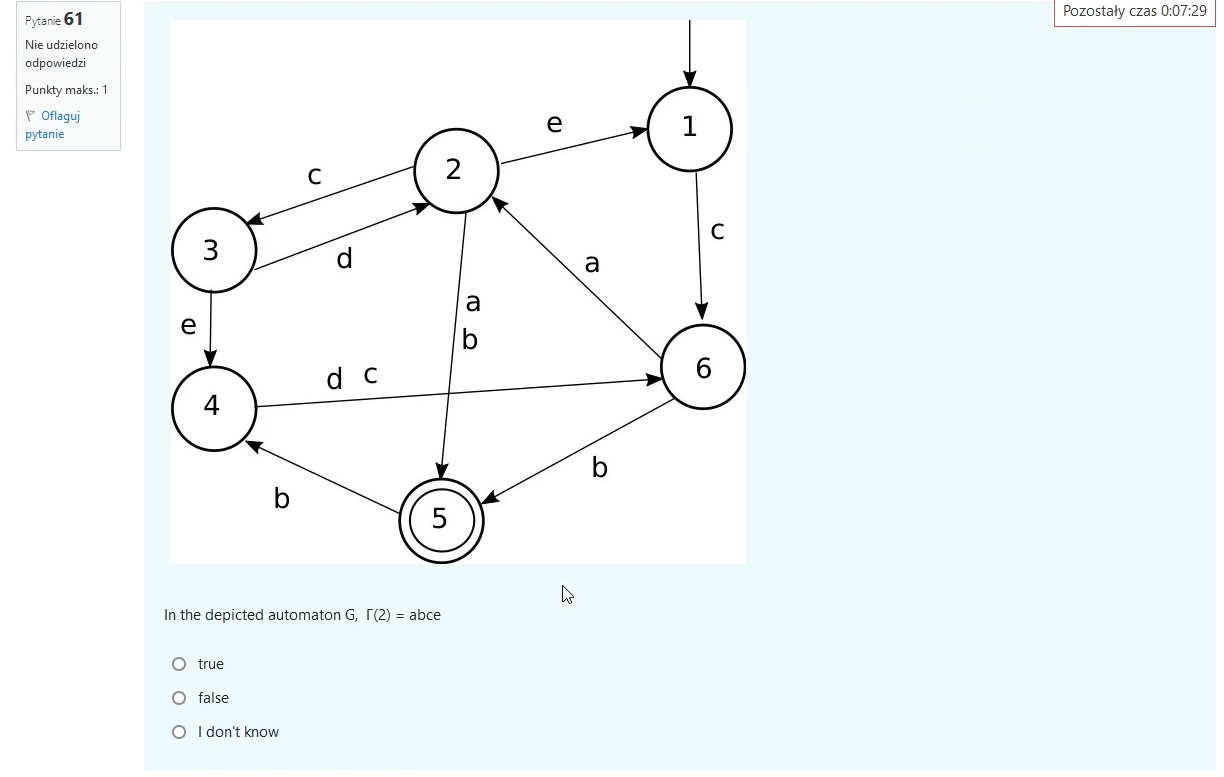 Pytanie 61
Nie udzielono
odpowiedzi
Punkty maks.: 1
Oflaguj
pytanie
Pozostały czas 0:07:29
e
1
2
c
c
3
d
a
a
b
e
d c
6
4
b
b
5
In the depicted automaton G, Γ(2) = abce
true
false
I don't know